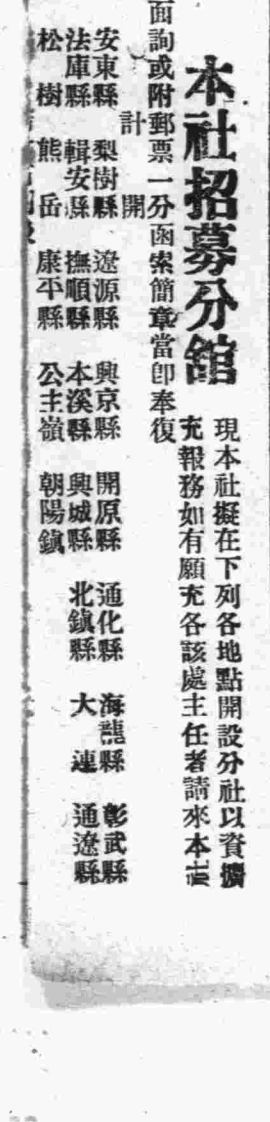 本社招募分館
現本社擬在下列各地點開設分社以資擴
充報務如有願充各該處主任者請來本社
面詢或附郵票一分函索簡章當卽奉復
計開
安東縣 梨樹縣 遼源縣 興京縣 開原縣 通化縣 海龍縣 彰武縣
法庫縣 輯安縣 撫順縣 本溪縣 興城縣 北鎮縣 大連 通遼縣
松樹 熊岳 康平縣 公主嶺 朝陽鎮